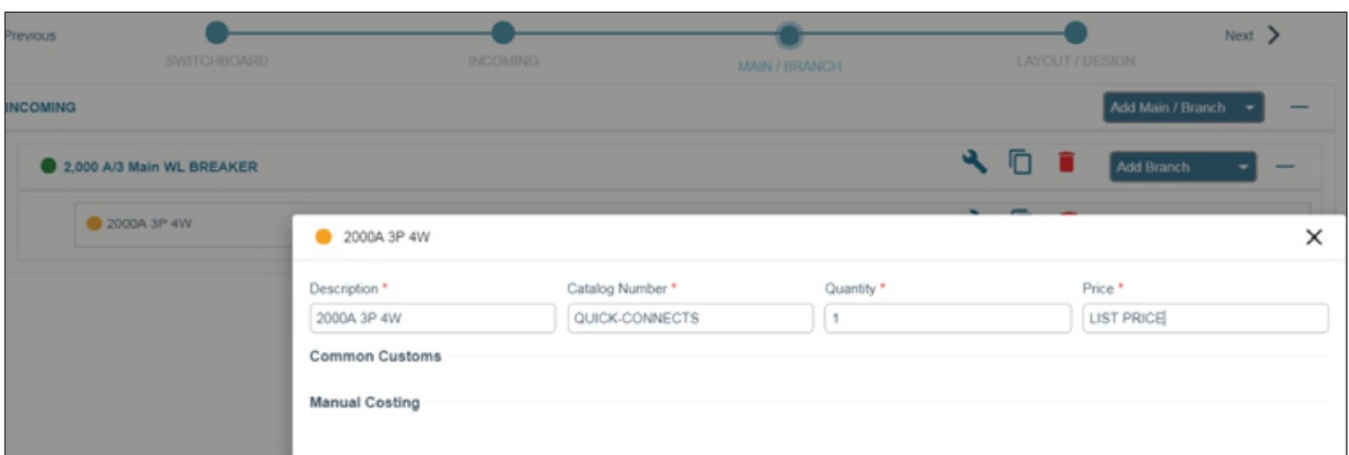 Previous
Next
SWITCHBOARD INCOMING MAIN / BRANCH LAYOUT / DESIGN
INCOMING Add Main / Branch
2,000 A/3 Main WL BREAKER Add Branch
2000A 3P 4W
2000A 3P 4W
Description * Catalog Number * Quantity * Price *
2000A 3P 4W QUICK-CONNECTS 1 LIST PRICE
Common Customs
Manual Costing